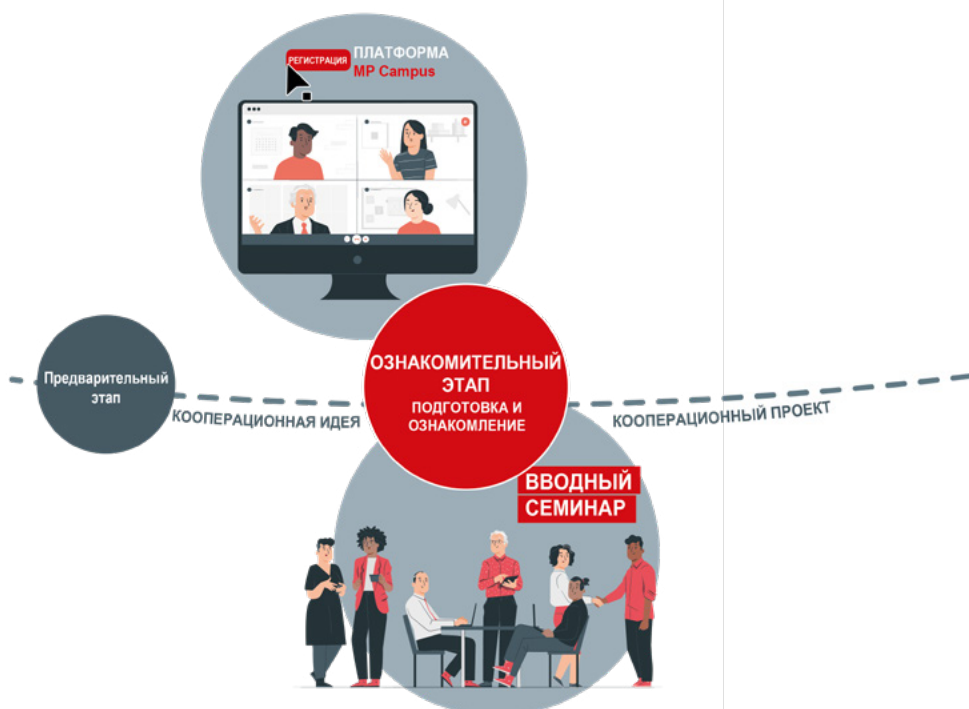 РЕГИСТРАЦИЯ
ПЛАТФОРМА
MP Campus
Предварительный
этап
КООПЕРАЦИОННАЯ ИДЕЯ
ОЗНАКОМИТЕЛЬНЫЙ
ЭТАП
ПОДГОТОВКА И
ОЗНАКОМЛЕНИЕ
КООПЕРАЦИОННЫЙ ПРОЕКТ
ВВОДНЫЙ
СЕМИНАР